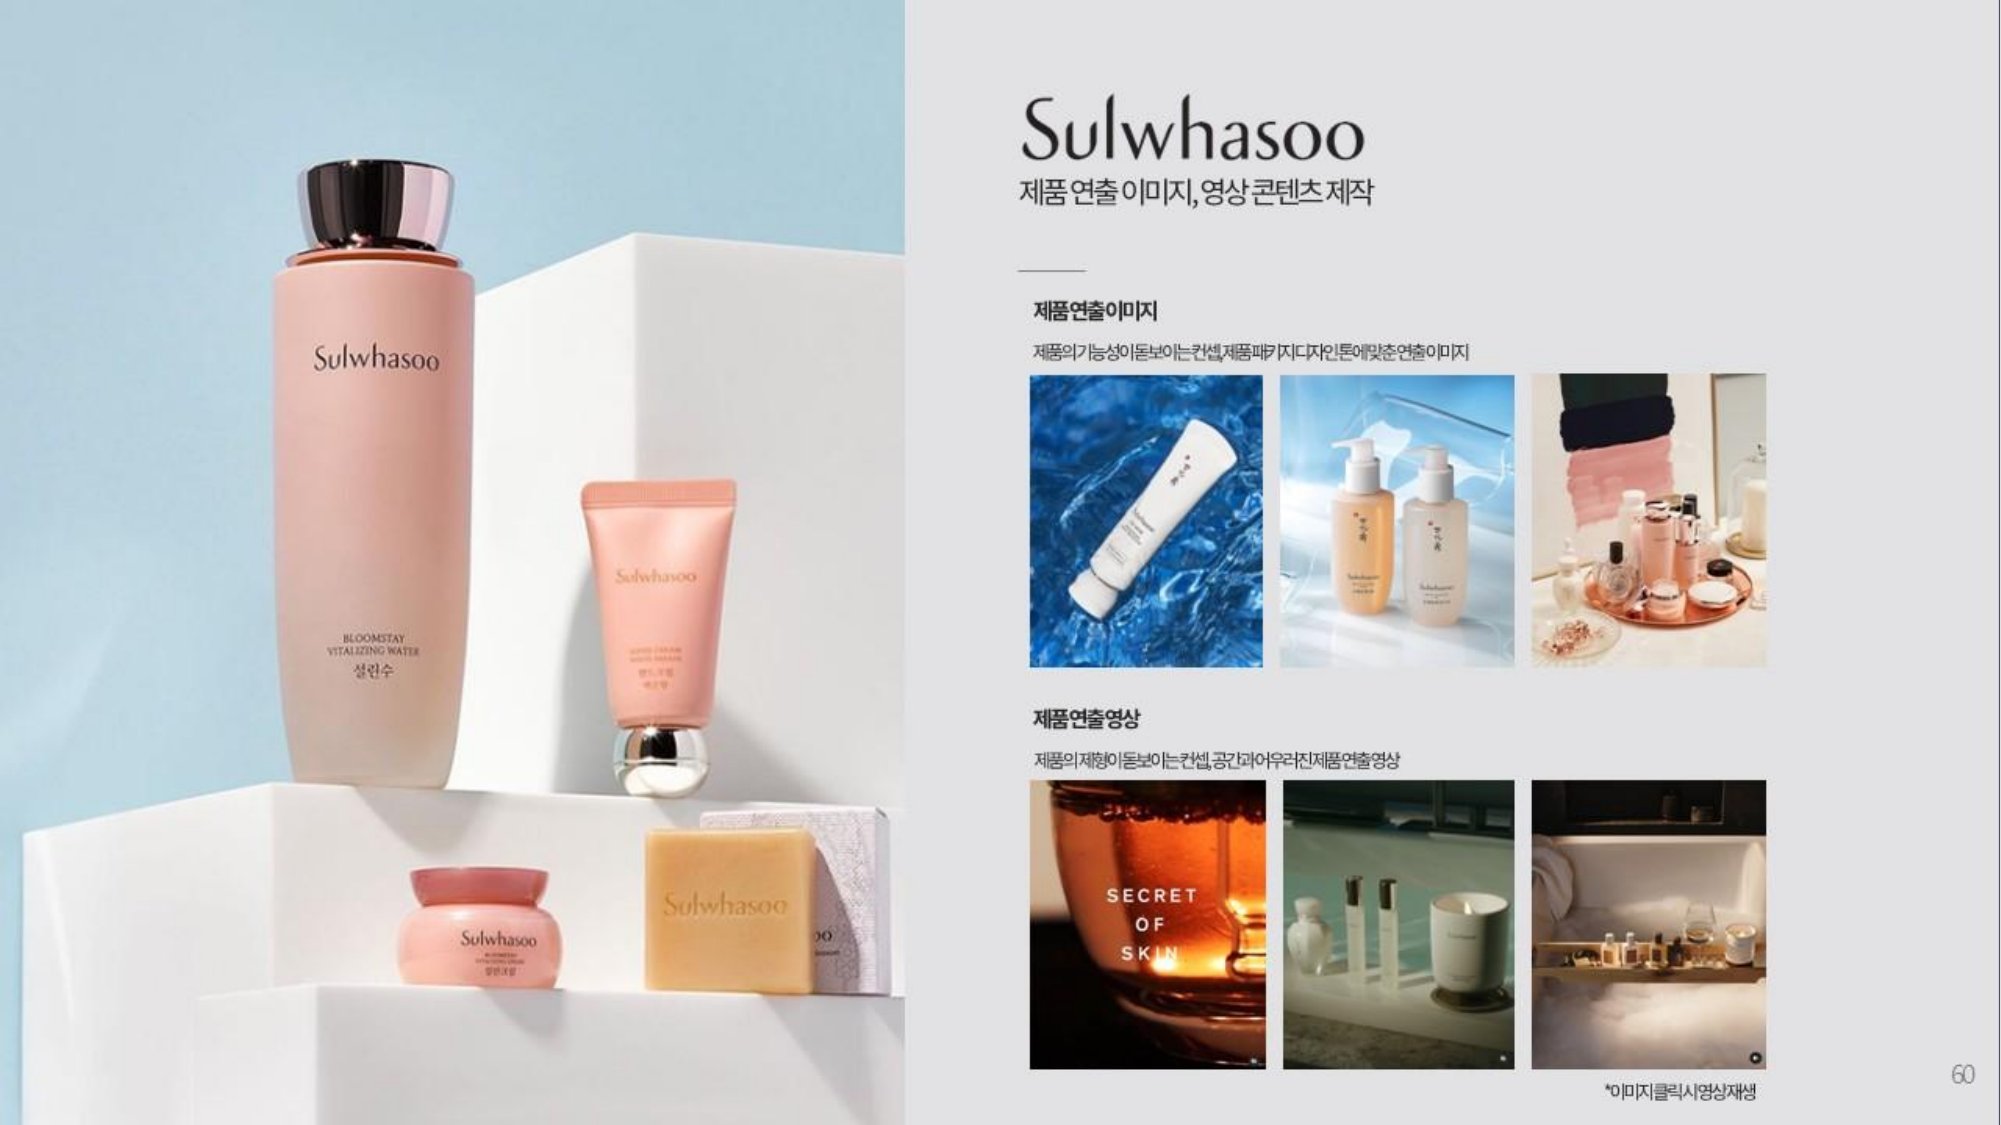 Sulwhasoo
BLOOMSTAY
VITALIZING WATER
설린수
Sulwhasoo
Sulwhasoo
설린크림
Sulwhasoo
Sulwhasoo
제품 연출 이미지, 영상 콘텐츠 제작
제품 연출 이미지
제품의 기능성이 돋보이는 컨셉, 제품 패키지 디자인 톤에 맞춘 연출 이미지
제품 연출 영상
제품의 제형이 돋보이는 컨셉, 공간과 어우러진 제품 연출 영상
SECRET
OF
SKIN
*이미지 클릭 시 영상 재생
60